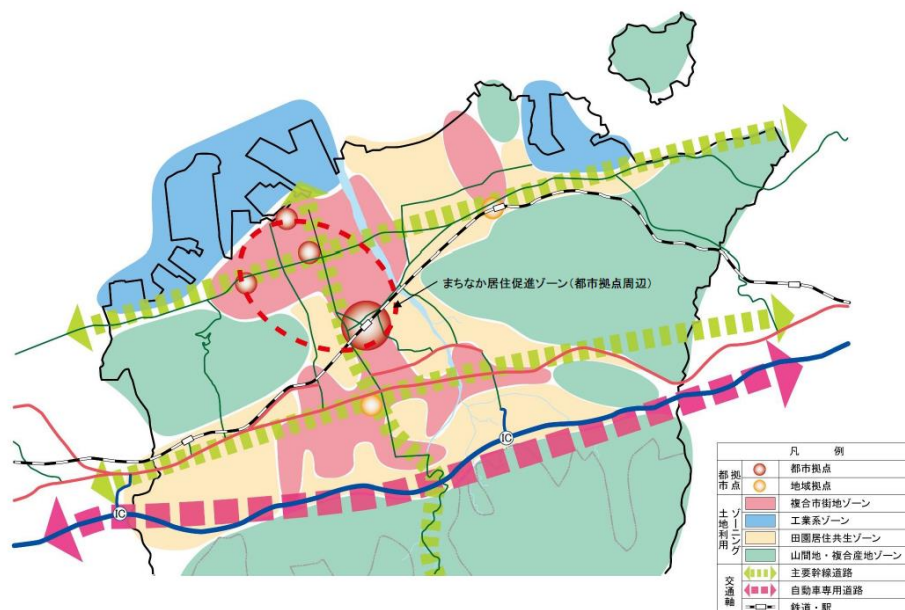 まちなか居住促進ゾーン(都市拠点周辺)
IC
IC
凡 例
都市拠点
都市拠点
地域拠点
土地利用ゾーニング
複合市街地ゾーン
工業系ゾーン
田園居住共生ゾーン
山間地・複合産地ゾーン
交通軸
主要幹線道路
自動車専用道路
鉄道・駅